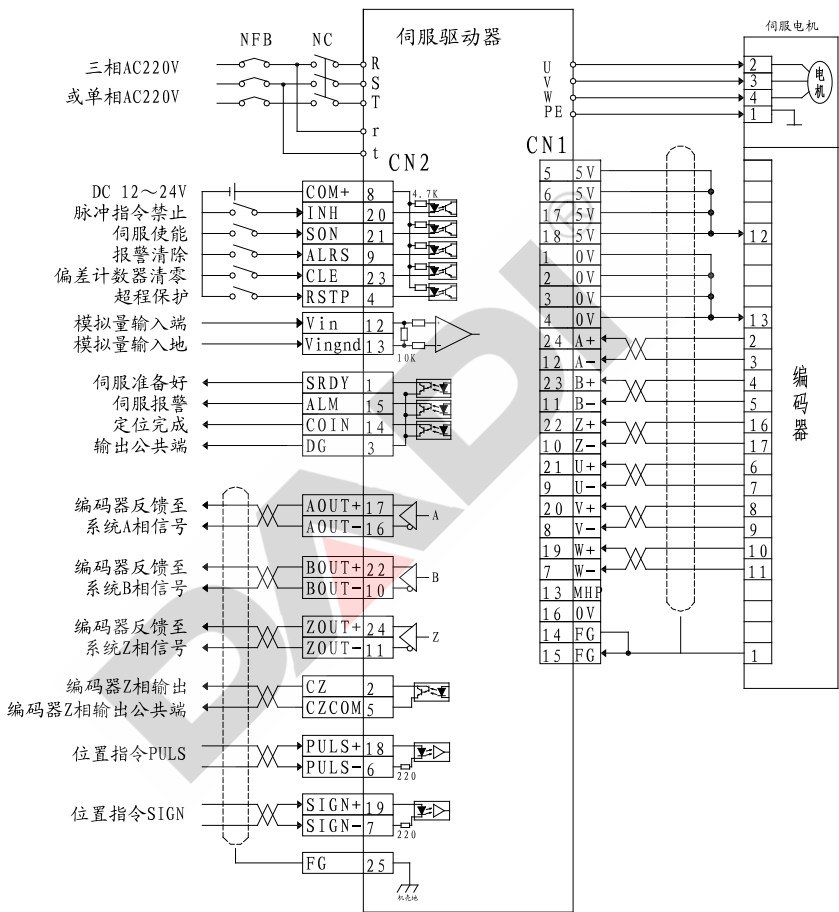 伺服驱动器
伺服电机
NFB
NC
三相AC220V
或单相AC220V
R
S
T
r
t
U
V
W
PE
2
3
4
1
电机
CN2
CN1
DC 12～24V
COM+ 8
4.7K
脉冲指令禁止
INH 20
伺服使能
SON 21
报警清除
ALRS 9
偏差计数器清零
CLE 23
超程保护
RSTP 4
模拟量输入端
Vin 12
模拟量输入地
Vingnd 13
10K
伺服准备好
SRDY 1
伺服报警
ALM 15
定位完成
COIN 14
输出公共端
DG 3
编码器反馈至
系统A相信号
AOUT+ 17
AOUT- 16
A
编码器反馈至
系统B相信号
BOUT+ 22
BOUT- 10
B
编码器反馈至
系统Z相信号
ZOUT+ 24
ZOUT- 11
Z
编码器Z相输出
CZ 2
编码器Z相输出公共端
CZCOM 5
位置指令PULS
PULS+ 18
PULS- 6
220
位置指令SIGN
SIGN+ 19
SIGN- 7
220
FG 25
机壳地
5 5V
6 5V
17 5V
18 5V
12
1 0V
2 0V
3 0V
4 0V
13
24 A+
2
12 A-
3
23 B+
4
11 B-
5
22 Z+
16
10 Z-
17
21 U+
6
9 U-
7
20 V+
8
8 V-
9
19 W+
10
7 W-
11
13 MHP
16 0V
14 FG
15 FG
1
编码器
DADI
®